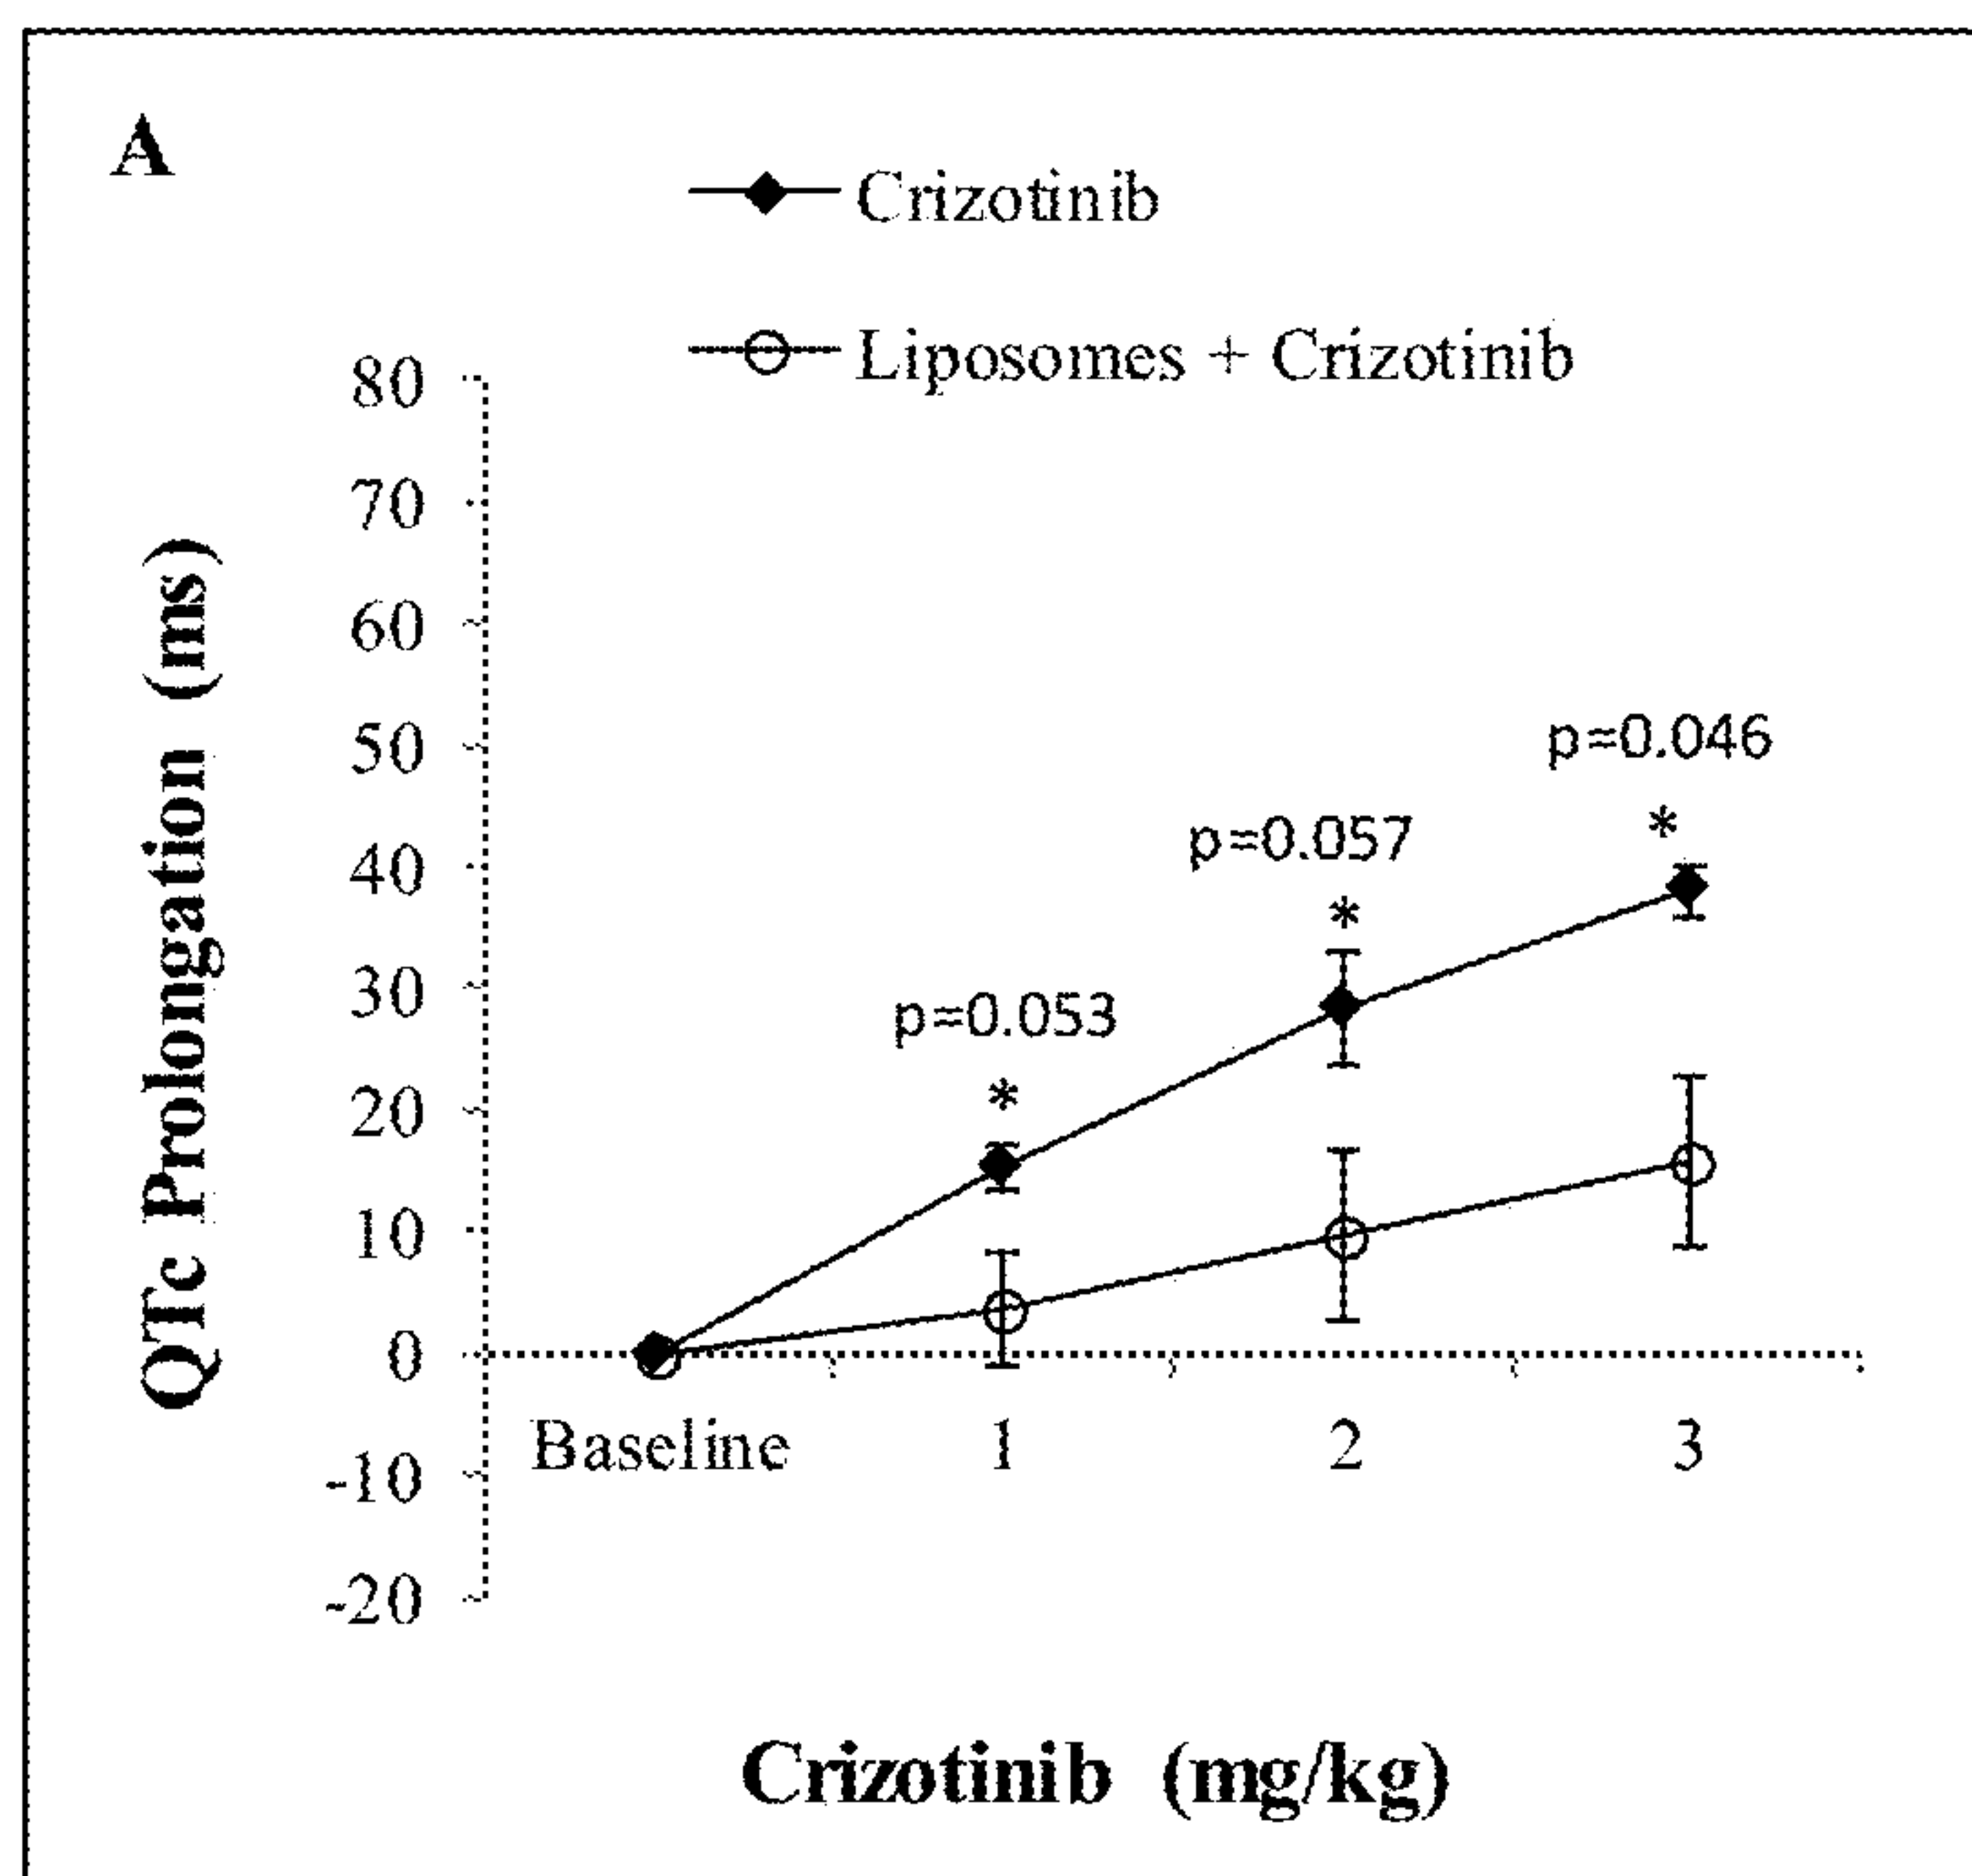 A
Crizotinib
Liposomes + Crizotinib
80
70
60
50
40
30
20
10
0
-10
-20
QTc Prolongation (ms)
p=0.046
*
p=0.057
*
p=0.053
*
Baseline 1 2 3
Crizotinib (mg/kg)